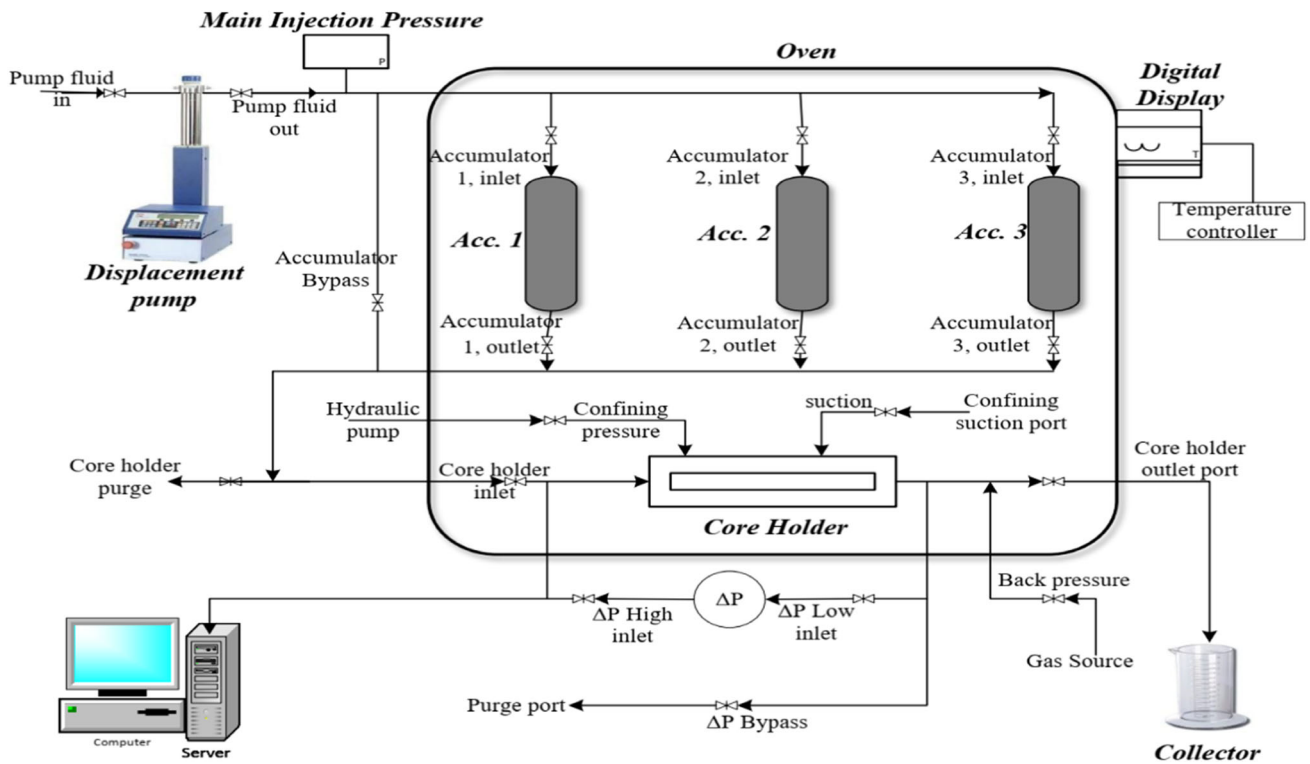 Main Injection Pressure
P
Pump fluid
in
Pump fluid
out
Displacement
pump
Accumulator
Bypass
Oven
Digital
Display
T
Temperature
controller
Accumulator
1, inlet
Accumulator
2, inlet
Accumulator
3, inlet
Acc. 1
Acc. 2
Acc. 3
Accumulator
1, outlet
Accumulator
2, outlet
Accumulator
3, outlet
Hydraulic
pump
Confining
pressure
suction
Confining
suction port
Core holder
purge
Core holder
inlet
Core Holder
Core holder
outlet port
ΔP High
inlet
ΔP
ΔP Low
inlet
Back pressure
Gas Source
Purge port
ΔP Bypass
Computer
Server
Collector